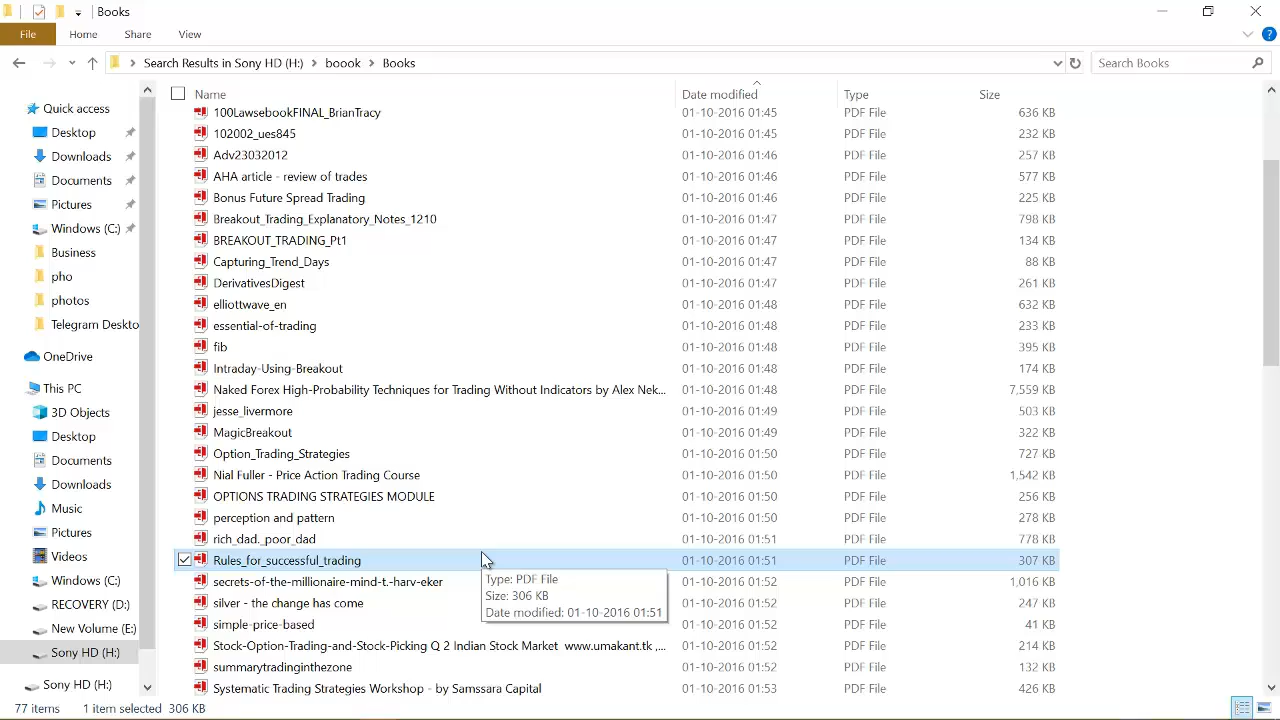 Books
File Home Share View ?
Search Results in Sony HD (H:) boook Books Search Books
Name Date modified Type Size
Quick access
Desktop
Downloads
Documents
Pictures
Windows (C:)
Business
pho
photos
Telegram Deskto
OneDrive
This PC
3D Objects
Desktop
Documents
Downloads
Music
Pictures
Videos
Windows (C:)
RECOVERY (D:)
New Volume (E:)
Sony HD (H:)
Sony HD (H:)
100LawsebookFINAL_BrianTracy 01-10-2016 01:45 PDF File 636 KB
102002_ues845 01-10-2016 01:45 PDF File 232 KB
Adv23032012 01-10-2016 01:46 PDF File 257 KB
AHA article - review of trades 01-10-2016 01:46 PDF File 577 KB
Bonus Future Spread Trading 01-10-2016 01:46 PDF File 225 KB
Breakout_Trading_Explanatory_Notes_1210 01-10-2016 01:47 PDF File 798 KB
BREAKOUT_TRADING_Pt1 01-10-2016 01:47 PDF File 134 KB
Capturing_Trend_Days 01-10-2016 01:47 PDF File 88 KB
DerivativesDigest 01-10-2016 01:47 PDF File 261 KB
elliottwave_en 01-10-2016 01:48 PDF File 632 KB
essential-of-trading 01-10-2016 01:48 PDF File 233 KB
fib 01-10-2016 01:48 PDF File 395 KB
Intraday-Using-Breakout 01-10-2016 01:48 PDF File 174 KB
Naked Forex High-Probability Techniques for Trading Without Indicators by Alex Nek... 01-10-2016 01:48 PDF File 7,559 KB
jesse_livermore 01-10-2016 01:49 PDF File 503 KB
MagicBreakout 01-10-2016 01:49 PDF File 322 KB
Option_Trading_Strategies 01-10-2016 01:50 PDF File 727 KB
Nial Fuller - Price Action Trading Course 01-10-2016 01:50 PDF File 1,542 KB
OPTIONS TRADING STRATEGIES MODULE 01-10-2016 01:50 PDF File 256 KB
perception and pattern 01-10-2016 01:50 PDF File 278 KB
rich_dad._poor_dad 01-10-2016 01:51 PDF File 778 KB
Rules_for_successful_trading 01-10-2016 01:51 PDF File 307 KB
secrets-of-the-millionaire-mind-t.-harv-eker 01-10-2016 01:52 PDF File 1,016 KB
silver - the change has come 01-10-2016 01:52 PDF File 247 KB
simple-price-based 01-10-2016 01:52 PDF File 41 KB
Stock-Option-Trading-and-Stock-Picking Q 2 Indian Stock Market www.umakant.tk ,... 01-10-2016 01:52 PDF File 214 KB
summarytradinginthezone 01-10-2016 01:52 PDF File 132 KB
Systematic Trading Strategies Workshop - by Samssara Capital 01-10-2016 01:53 PDF File 426 KB
Type: PDF File
Size: 306 KB
Date modified: 01-10-2016 01:51
77 items 1 item selected 306 KB